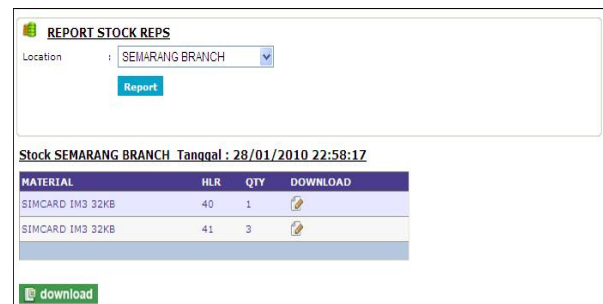 REPORT STOCK REPS
Location : SEMARANG BRANCH
Report
Stock SEMARANG BRANCH Tanggal : 28/01/2010 22:58:17
MATERIAL HLR QTY DOWNLOAD
SIMCARD IM3 32KB 40 1
SIMCARD IM3 32KB 41 3
download